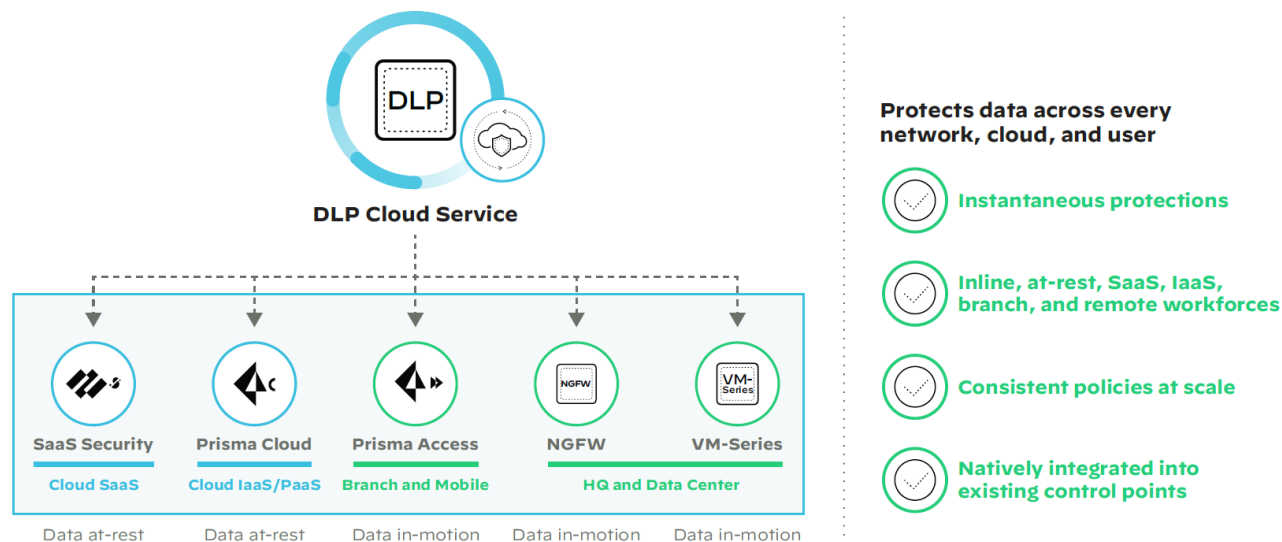 DLP
DLP Cloud Service
NGFW
VM-
Series
SaaS Security
Prisma Cloud
Prisma Access
NGFW
VM-Series
Cloud SaaS
Cloud IaaS/PaaS
Branch and Mobile
HQ and Data Center
Data at-rest
Data at-rest
Data in-motion
Data in-motion
Data in-motion
Protects data across every
network, cloud, and user
Instantaneous protections
Inline, at-rest, SaaS, IaaS,
branch, and remote workforces
Consistent policies at scale
Natively integrated into
existing control points